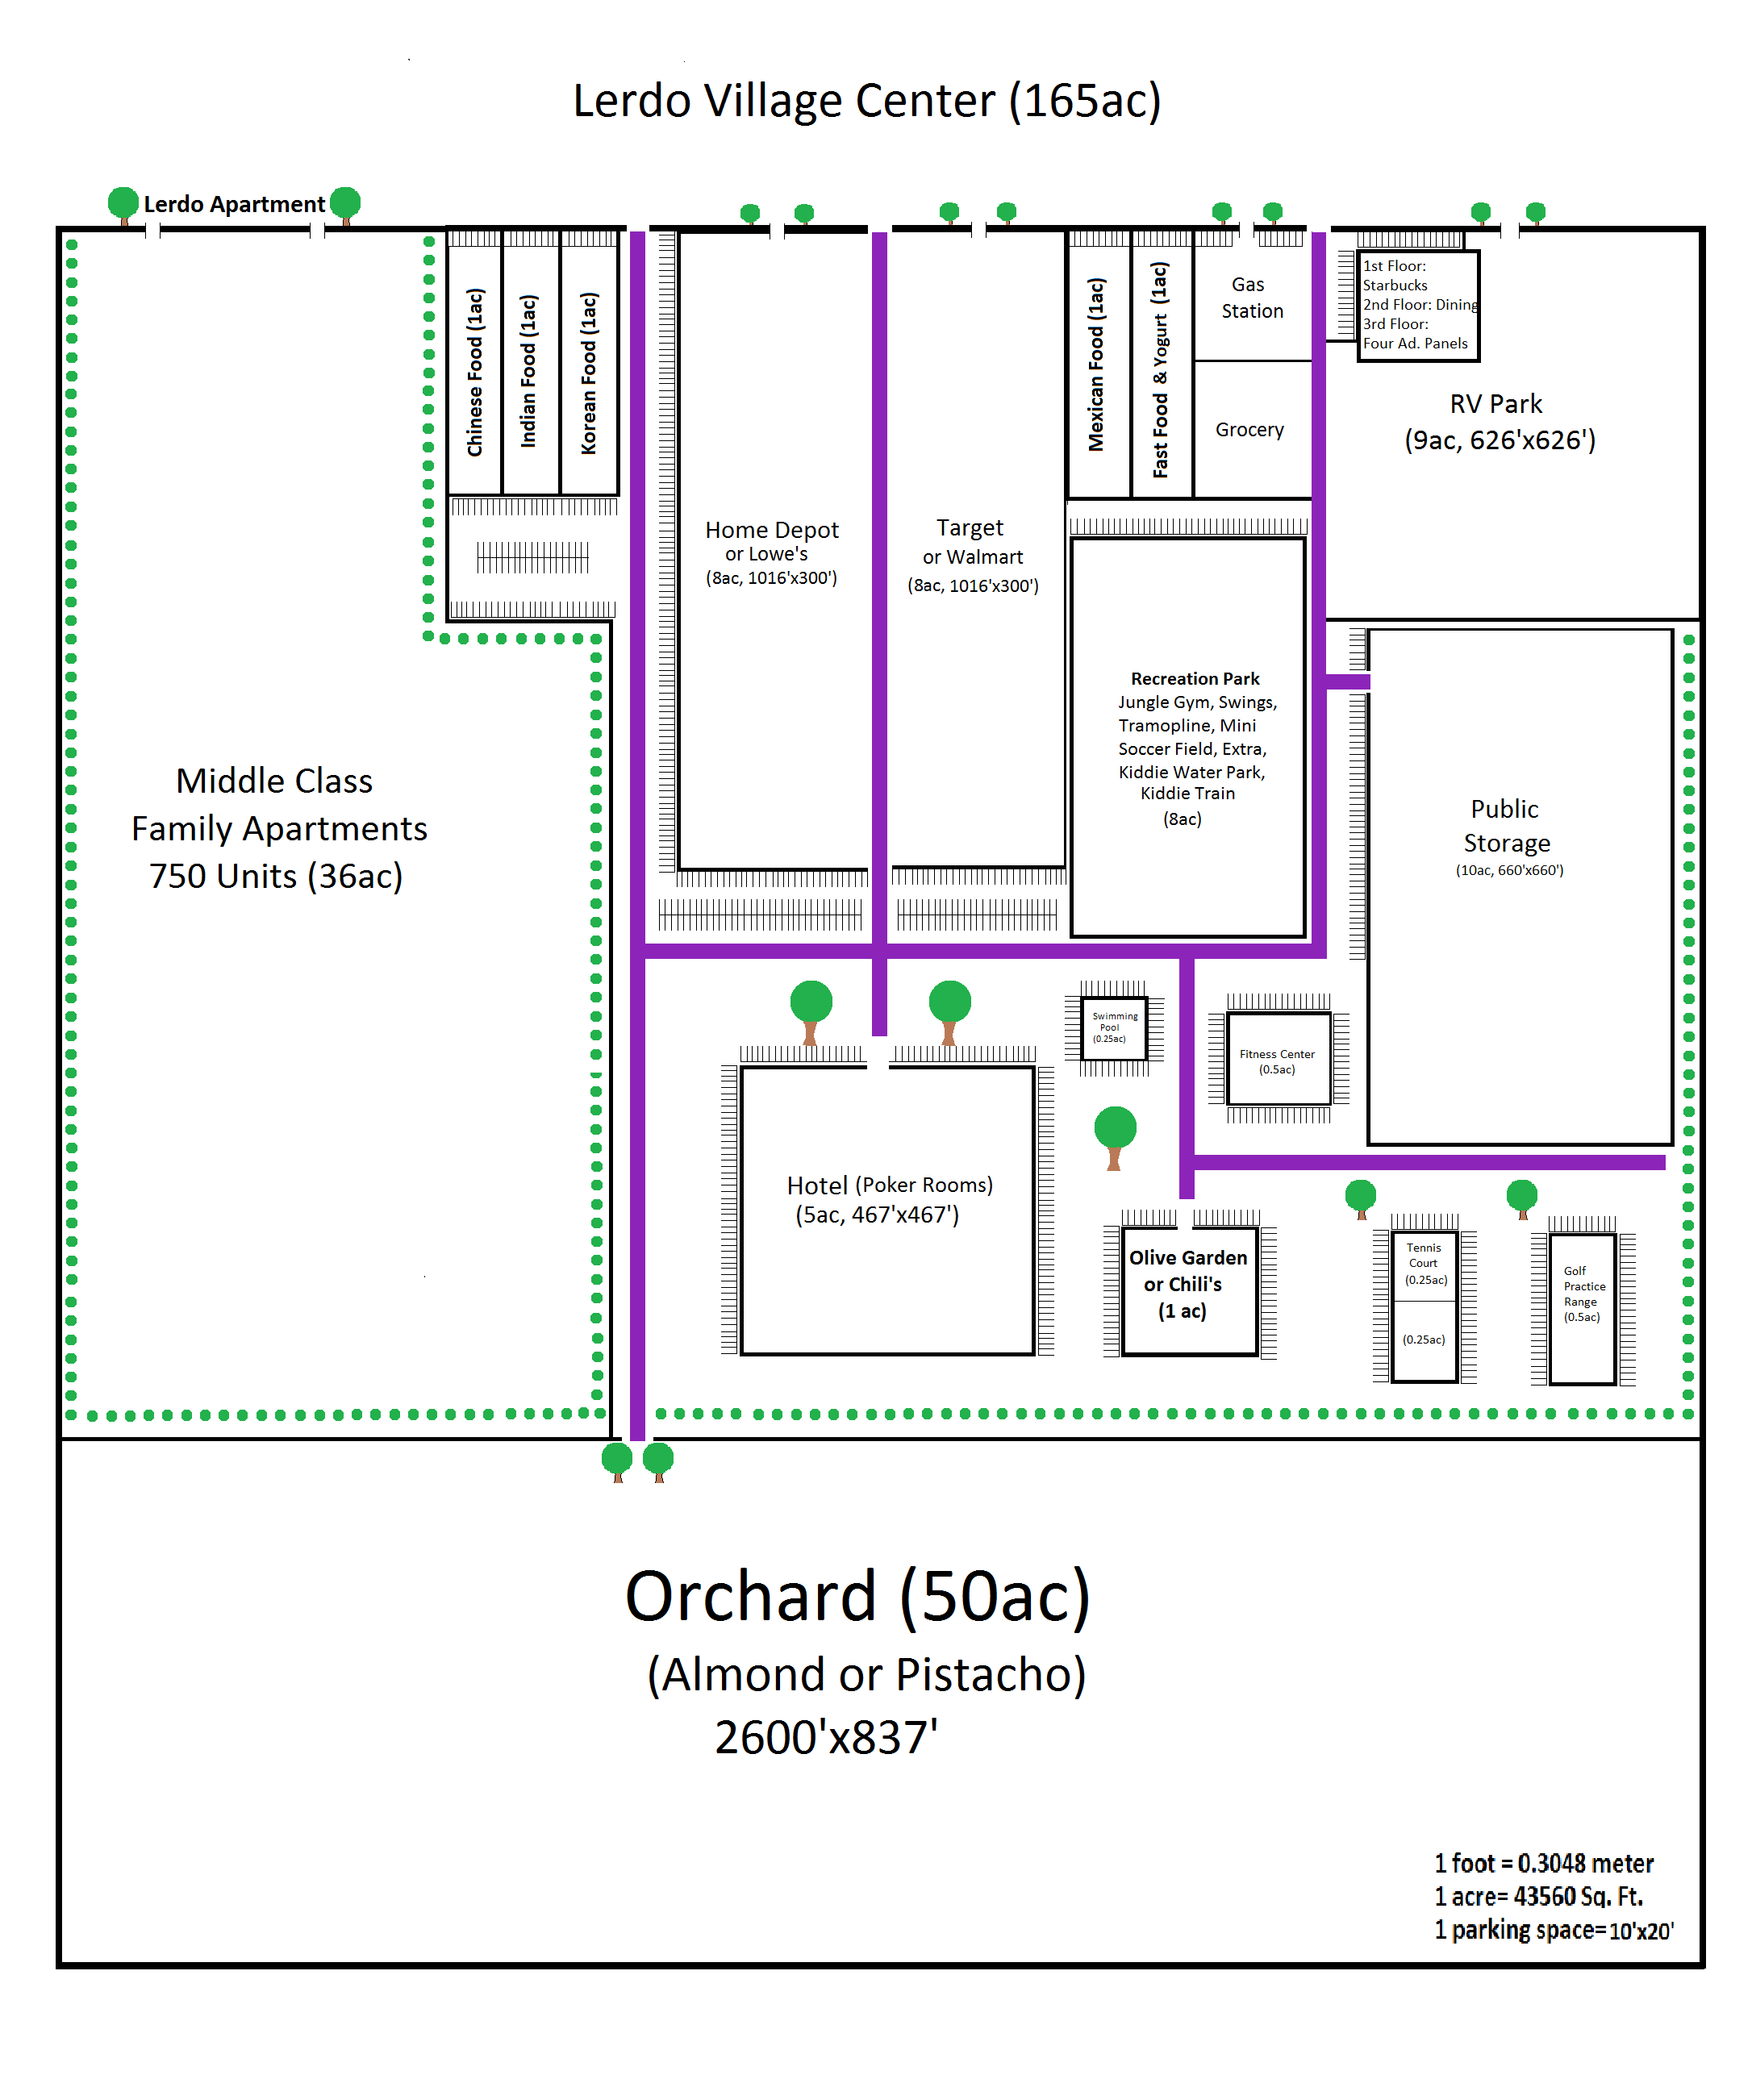 Lerdo Village Center (165ac)
Lerdo Apartment
Chinese Food (1ac)
Indian Food (1ac)
Korean Food (1ac)
Home Depot
or Lowe's
(8ac, 1016'x300')
Target
or Walmart
(8ac, 1016'x300')
Mexican Food (1ac)
Fast Food & Yogurt (1ac)
Gas
Station
Grocery
1st Floor:
Starbucks
2nd Floor: Dining
3rd Floor:
Four Ad. Panels
RV Park
(9ac, 626'x626')
Recreation Park
Jungle Gym, Swings,
Tramopline, Mini
Soccer Field, Extra,
Kiddie Water Park,
Kiddie Train
(8ac)
Middle Class
Family Apartments
750 Units (36ac)
Public
Storage
(10ac, 660'x660')
Swimming
Pool
(0.25ac)
Fitness Center
(0.5ac)
Hotel (Poker Rooms)
(5ac, 467'x467')
Olive Garden
or Chili's
(1 ac)
Tennis
Court
(0.25ac)
(0.25ac)
Golf
Practice
Range
(0.5ac)
Orchard (50ac)
(Almond or Pistacho)
2600'x837'
1 foot = 0.3048 meter
1 acre= 43560 Sq. Ft.
1 parking space= 10'x20'